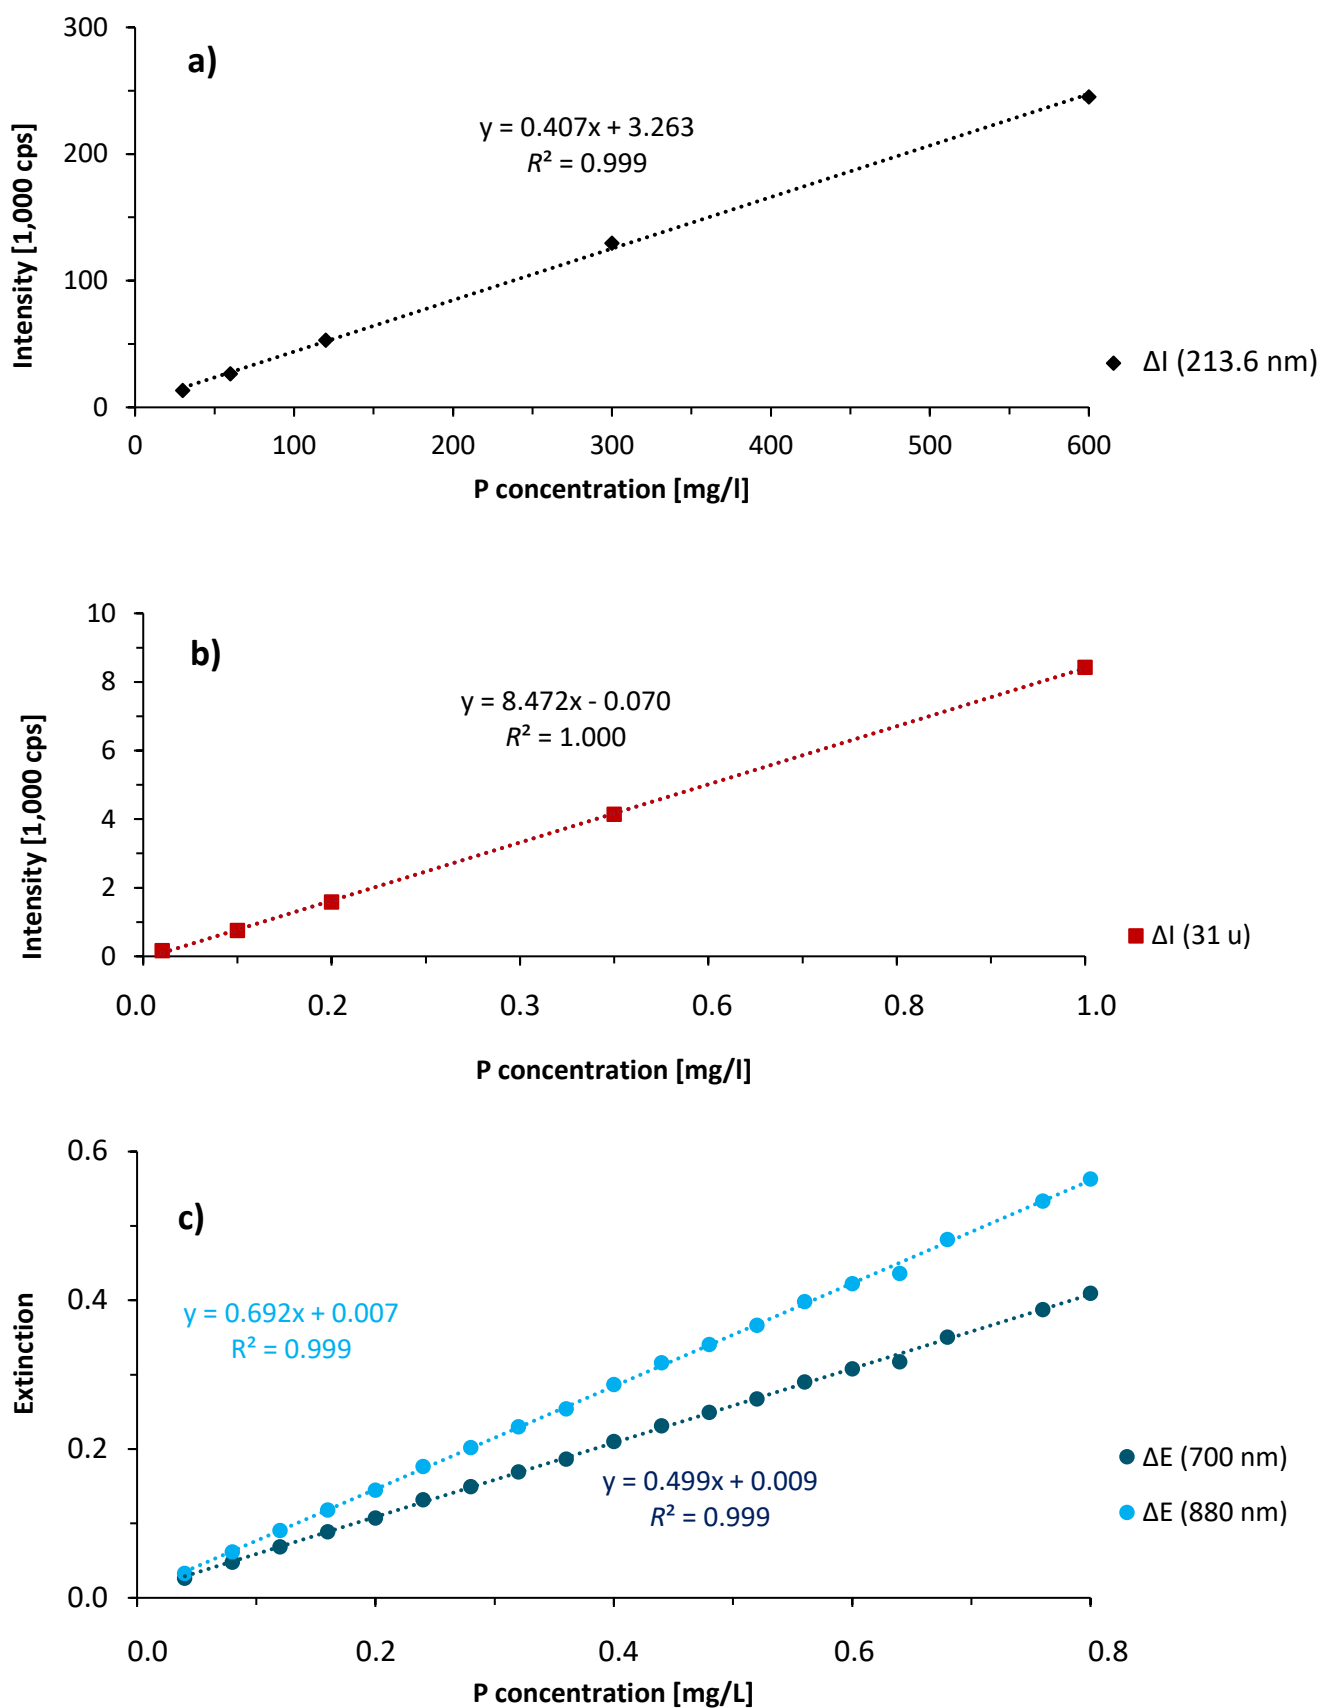 a)
300
200
100
0
Intensity [1,000 cps]
y = 0.407x + 3.263
R² = 0.999
ΔI (213.6 nm)
0 100 200 300 400 500 600
P concentration [mg/l]
b)
10
8
6
4
2
0
Intensity [1,000 cps]
y = 8.472x - 0.070
R² = 1.000
ΔI (31 u)
0.0 0.2 0.3 0.6 0.8 1.0
P concentration [mg/l]
c)
0.6
0.4
0.2
0.0
Extinction
y = 0.692x + 0.007
R² = 0.999
y = 0.499x + 0.009
R² = 0.999
ΔE (700 nm)
ΔE (880 nm)
0.0 0.2 0.4 0.6 0.8
P concentration [mg/L]